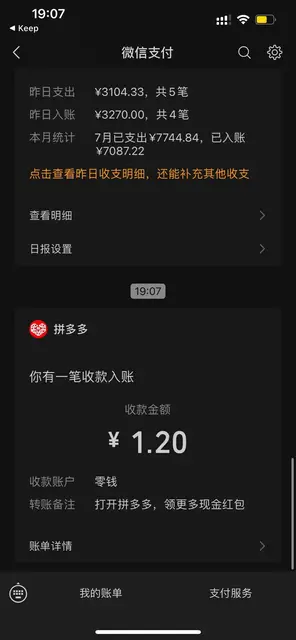 19:07
Keep
微信支付
昨日支出 ¥3104.33，共5笔
昨日入账 ¥3270.00，共4笔
本月统计 7月已支出¥7744.84，已入账
¥7087.22
点击查看昨日收支明细，还能补充其他收支
查看明细
日报设置
19:07
拼多多
你有一笔收款入账
收款金额
¥ 1.20
收款账户 零钱
转账备注 打开拼多多，领更多现金红包
账单详情
我的账单 支付服务